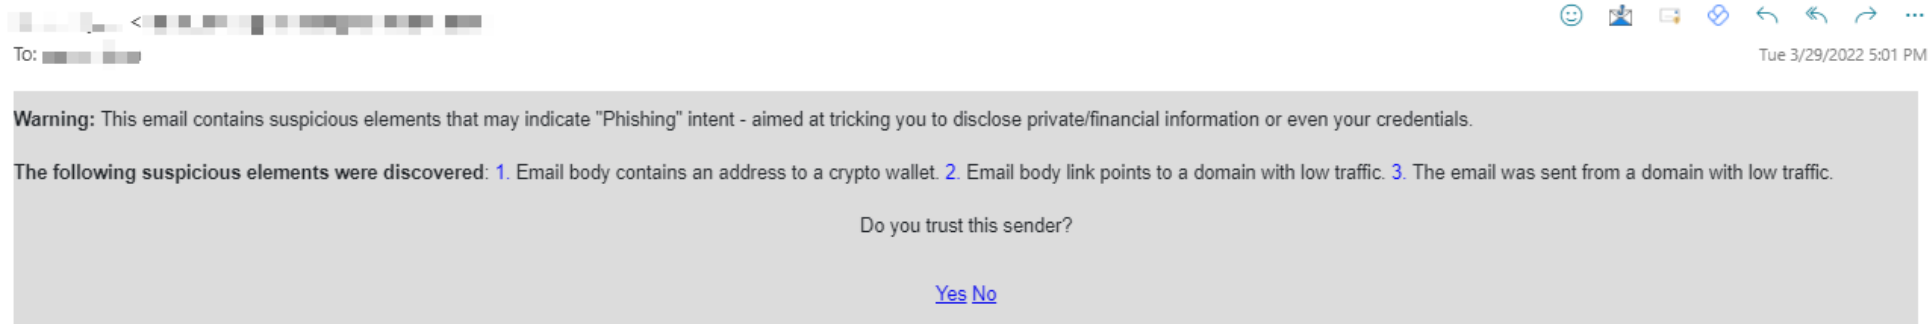 <
To:
Tue 3/29/2022 5:01 PM
Warning: This email contains suspicious elements that may indicate "Phishing" intent - aimed at tricking you to disclose private/financial information or even your credentials.
The following suspicious elements were discovered: 1. Email body contains an address to a crypto wallet. 2. Email body link points to a domain with low traffic. 3. The email was sent from a domain with low traffic.
Do you trust this sender?
Yes No